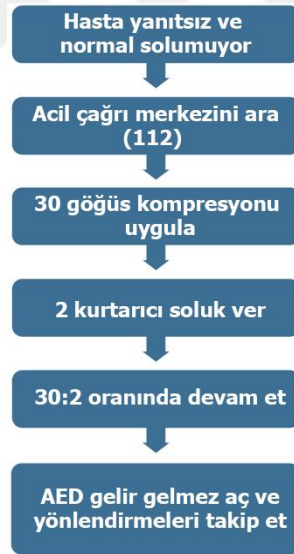 Hasta yanıtsız ve
normal solumuyor
Acil çağrı merkezini ara
(112)
30 göğüs kompresyonu
uygula
2 kurtarıcı soluk ver
30:2 oranında devam et
AED gelir gelmez aç ve
yönlendirmeleri takip et